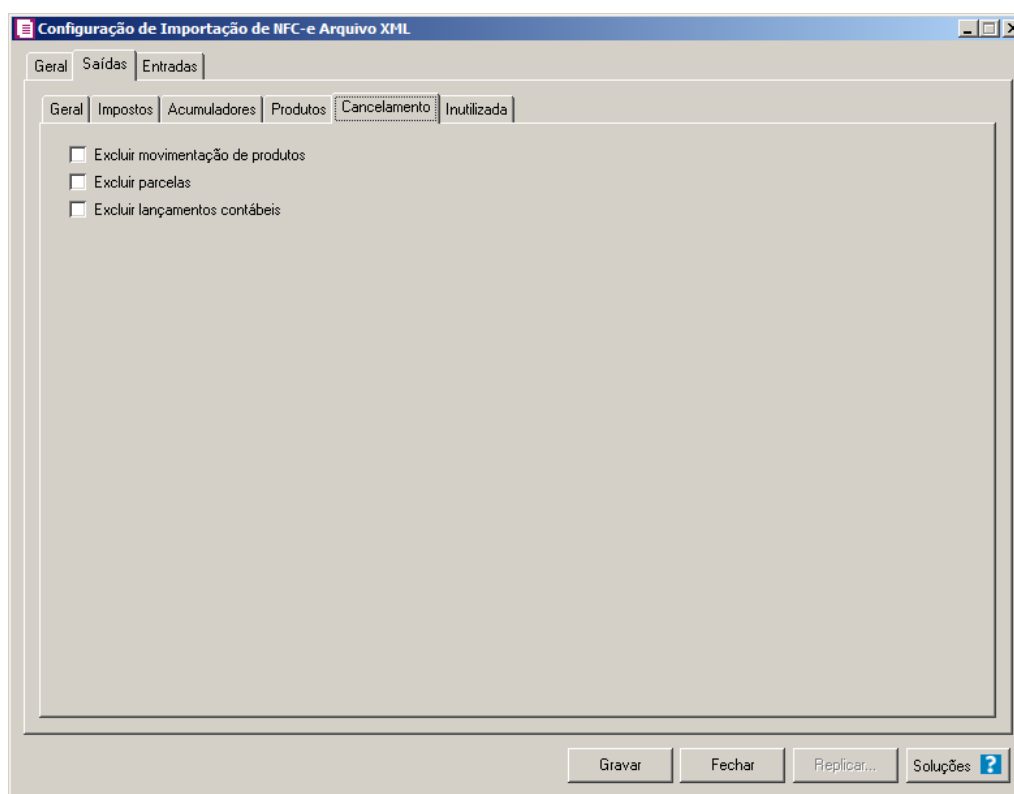 Configuração de Importação de NFC-e Arquivo XML
Geral Saídas Entradas
Geral Impostos Acumuladores Produtos Cancelamento Inutilizada
Excluir movimentação de produtos
Excluir parcelas
Excluir lançamentos contábeis
Gravar Fechar Replicar... Soluções ?